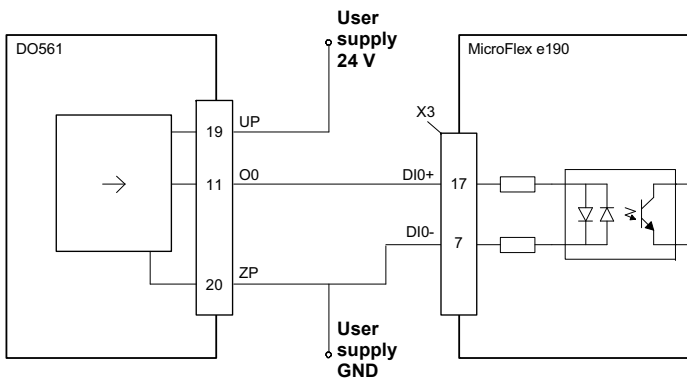 User
supply
24 V
DO561
MicroFlex e190
X3
19 UP
11 O0 DI0+ 17
DI0- 7
20 ZP
User
supply
GND